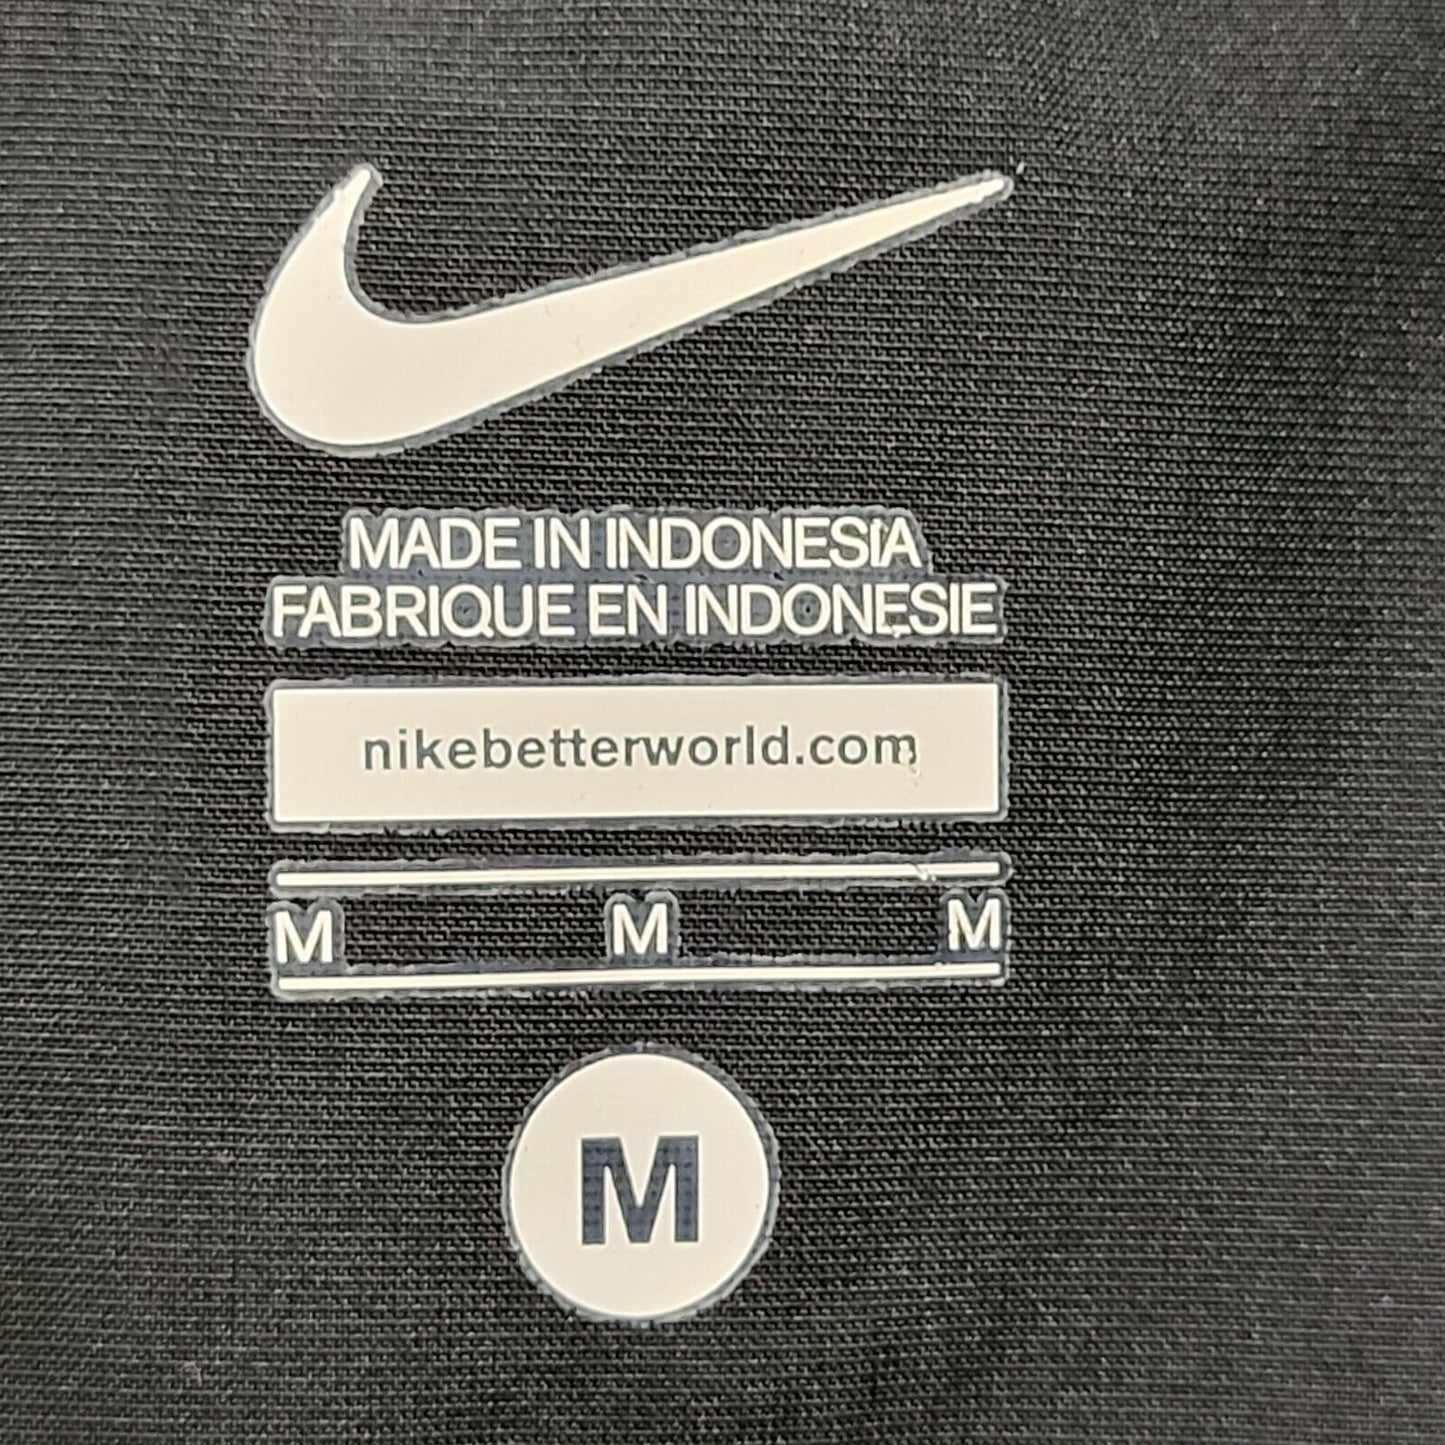 MADE IN INDONESIA
FABRIQUE EN INDONESIE
nikebetterworld.com
M M M
M